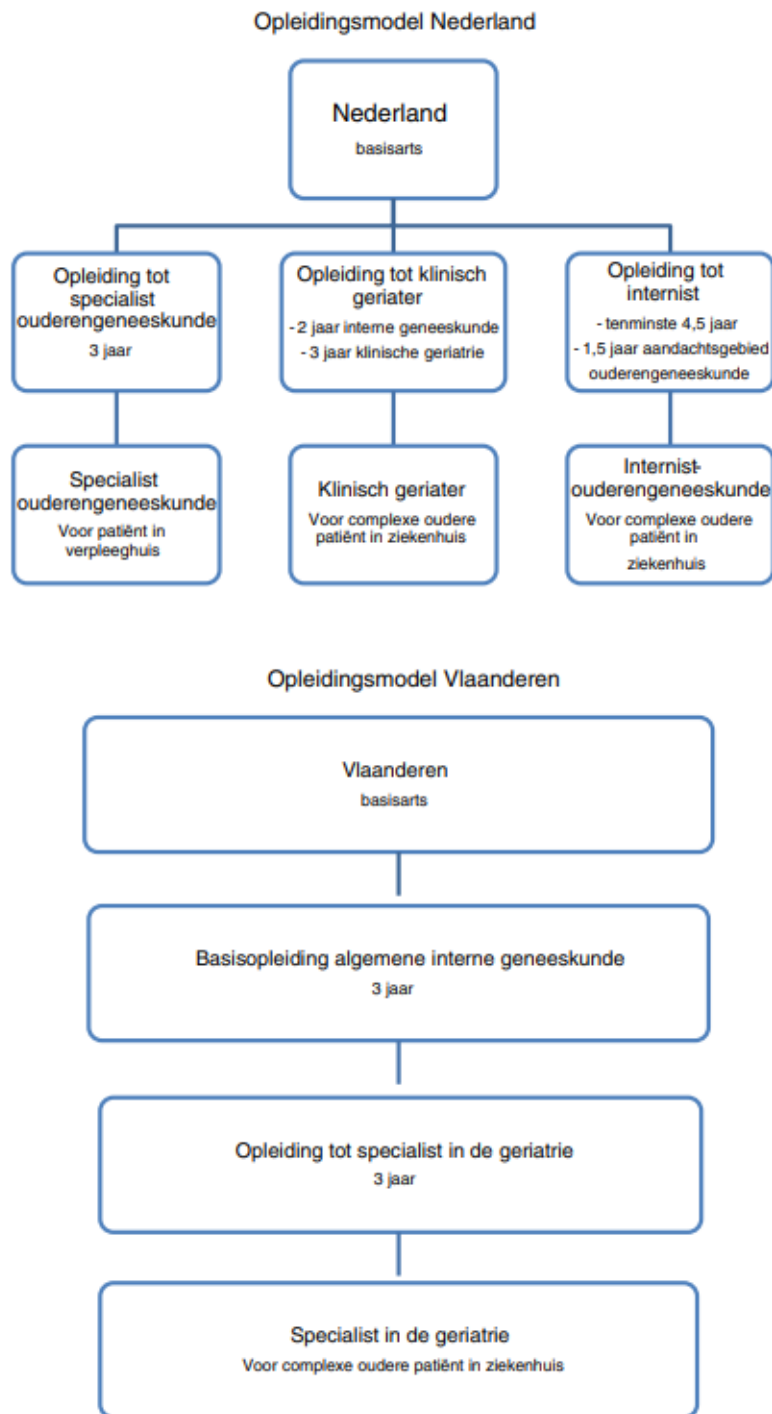 Opleidingsmodel Nederland
Nederland
basisarts
Opleiding tot
specialist
ouderengeneeskunde
3 jaar
Opleiding tot klinisch
geriater
- 2 jaar interne geneeskunde
- 3 jaar klinische geriatrie
Opleiding tot
internist
- tenminste 4,5 jaar
- 1,5 jaar aandachtsgebied
ouderengeneeskunde
Specialist
ouderengeneeskunde
Voor patiënt in
verpleeghuis
Klinisch geriater
Voor complexe oudere
patiënt in ziekenhuis
Internist-
ouderengeneeskunde
Voor complexe oudere
patiënt in
ziekenhuis
Opleidingsmodel Vlaanderen
Vlaanderen
basisarts
Basisopleiding algemene interne geneeskunde
3 jaar
Opleiding tot specialist in de geriatrie
3 jaar
Specialist in de geriatrie
Voor complexe oudere patiënt in ziekenhuis